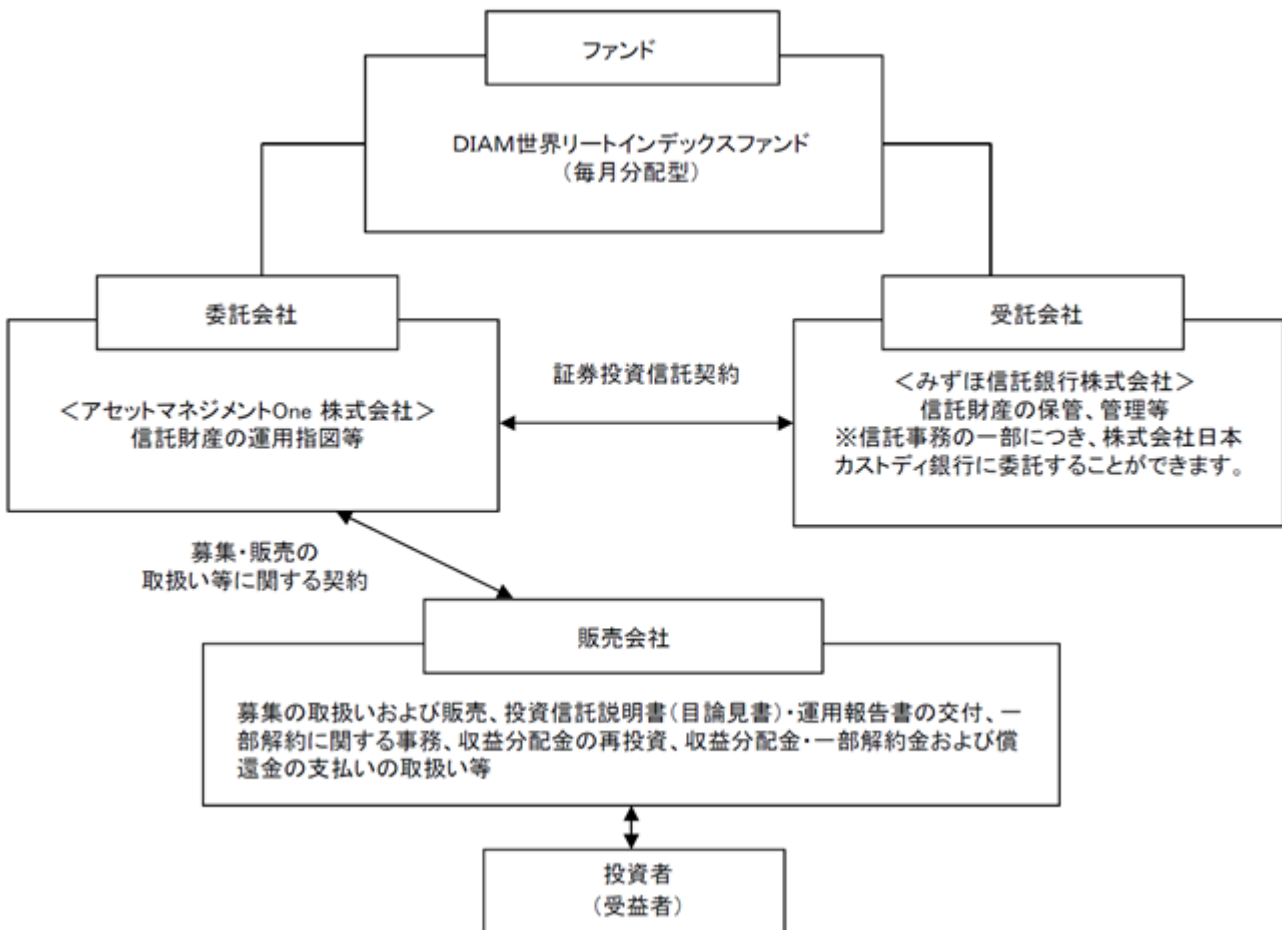 ファンド
DIAM世界リートインデックスファンド
（毎月分配型）
委託会社
＜アセットマネジメントOne 株式会社＞
信託財産の運用指図等
証券投資信託契約
受託会社
＜みずほ信託銀行株式会社＞
信託財産の保管、管理等
※信託事務の一部につき、株式会社日本
カストディ銀行に委託することができます。
募集・販売の
取扱い等に関する契約
販売会社
募集の取扱いおよび販売、投資信託説明書（目論見書）・運用報告書の交付、一
部解約に関する事務、収益分配金の再投資、収益分配金・一部解約金および償
還金の支払いの取扱い等
投資者
（受益者）